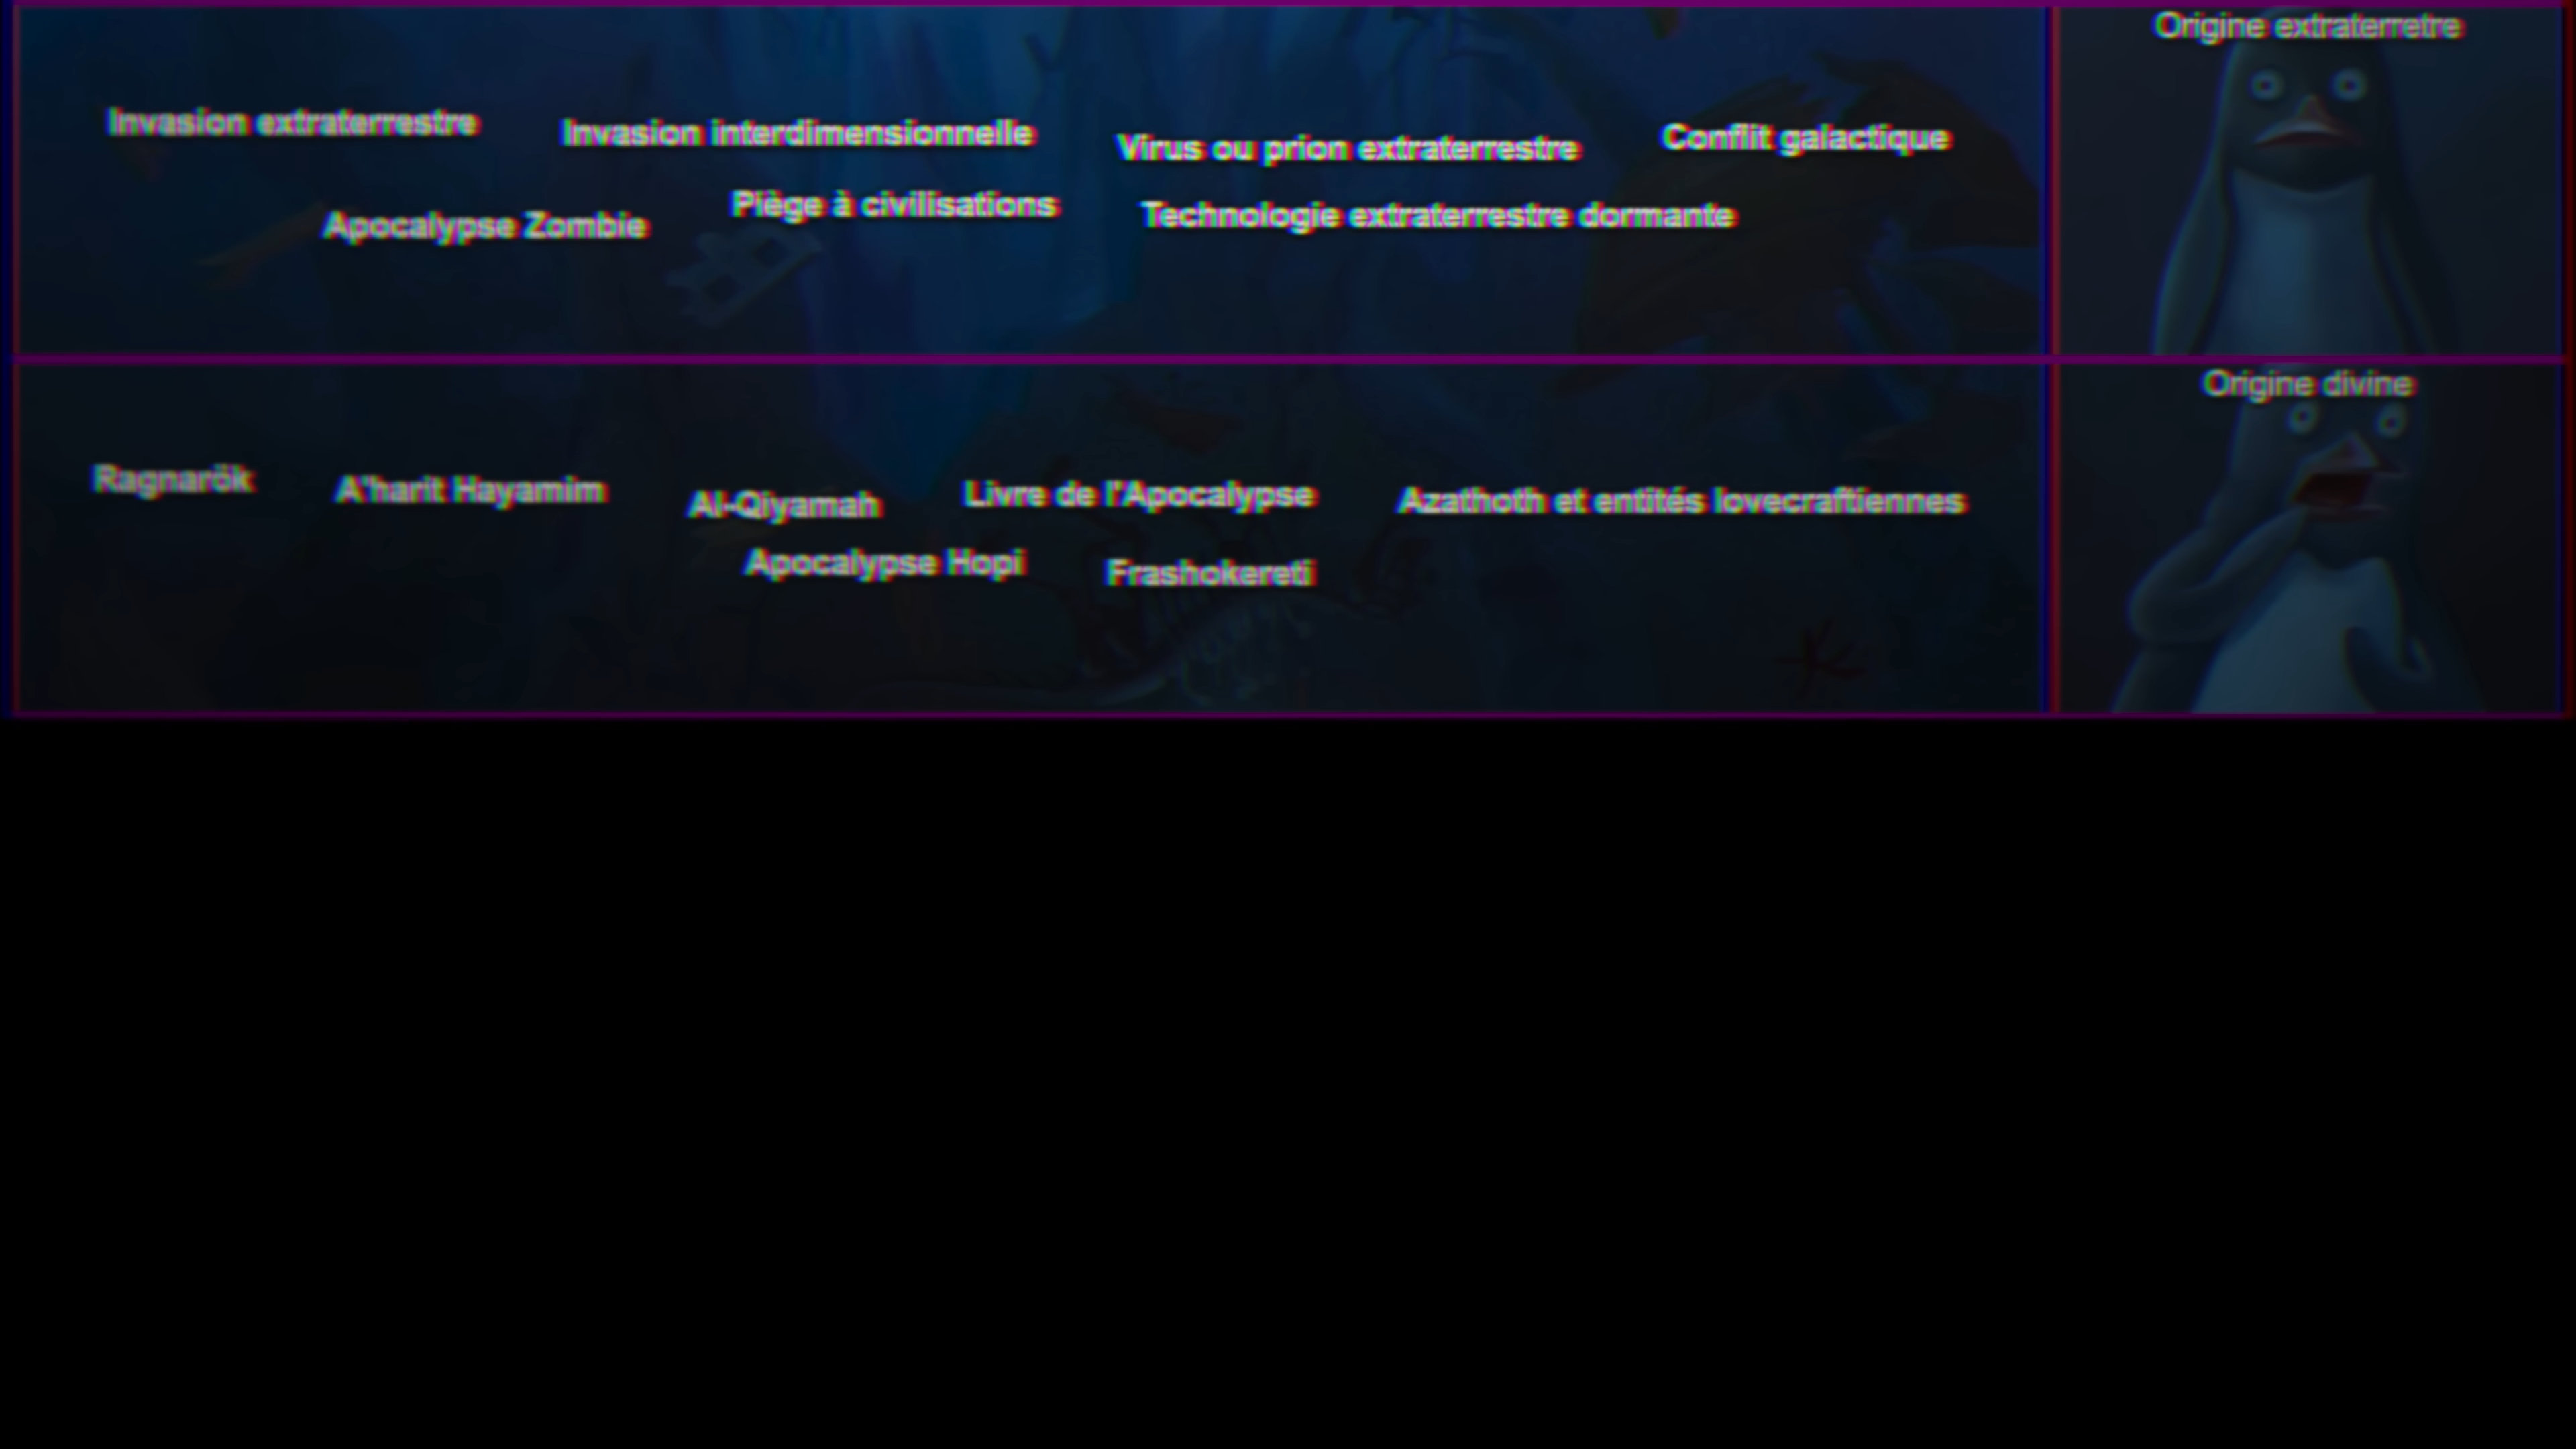 Origine extraterretre
Invasion extraterrestre
Invasion interdimensionnelle
Virus ou prion extraterrestre
Conflit galactique
Apocalypse Zombie
Piège à civilisations
Technologie extraterrestre dormante
Origine divine
Ragnarök
A'harit Hayamim
Al-Qiyamah
Livre de l'Apocalypse
Azathoth et entités lovecraftiennes
Apocalypse Hopi
Frashokereti